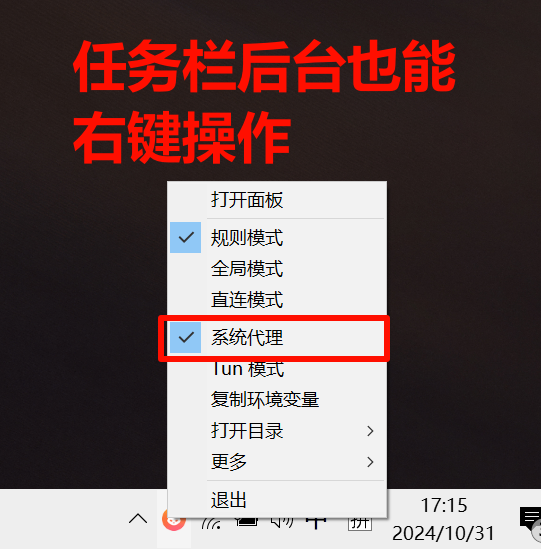 任务栏后台也能
右键操作
打开面板
规则模式
全局模式
直连模式
系统代理
Tun 模式
复制环境变量
打开目录
更多
退出
中
拼
17:15
2024/10/31